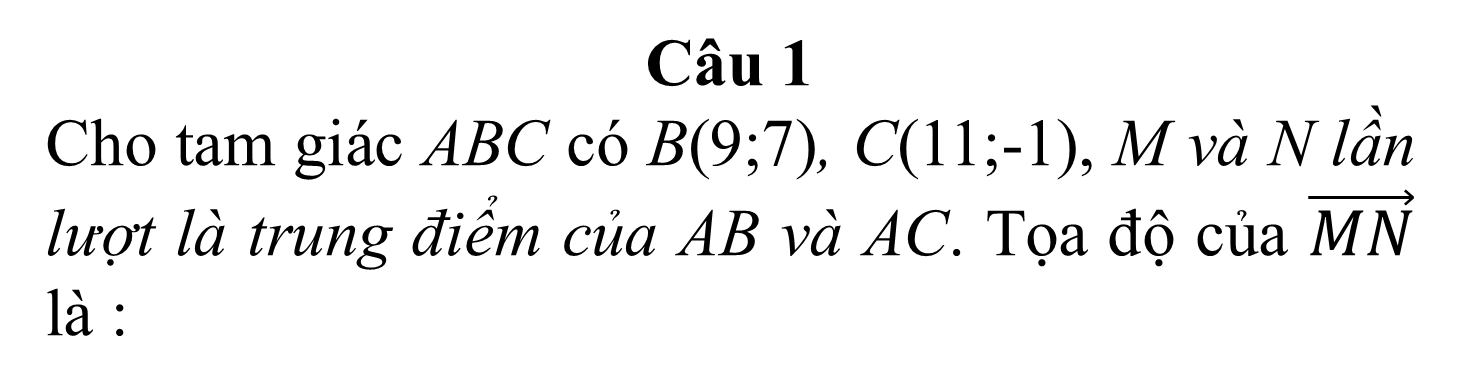 Câu 1
Cho tam giác ABC có B(9;7), C(11;-1), M và N lần
lượt là trung điểm của AB và AC. Tọa độ của $\overrightarrow{MN}$
là :